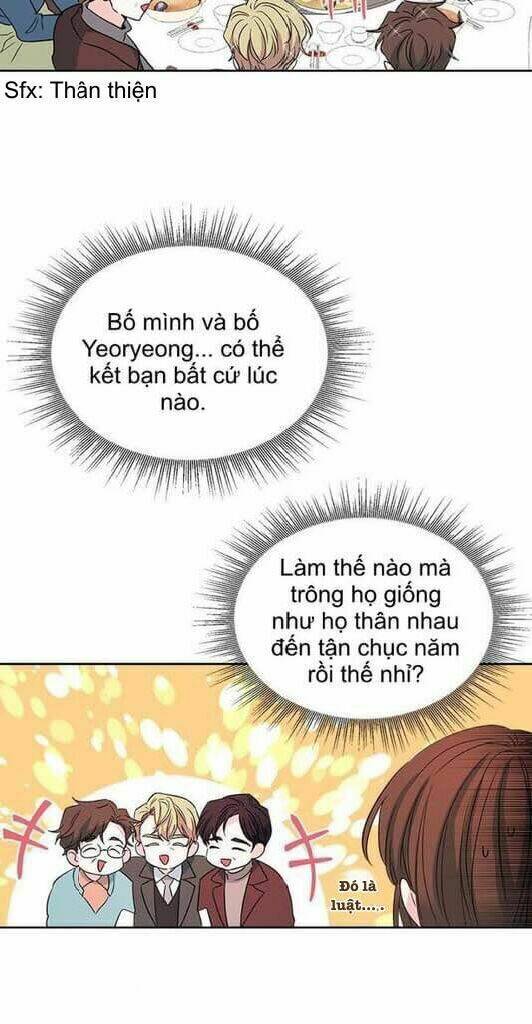 Sfx: Thân thiện
Bố mình và bố
Yeoryeong... có thể
kết bạn bất cứ lúc
nào.
Làm thế nào mà
trông họ giống
như họ thân nhau
đến tận chục năm
rồi thế nhỉ?
Đó là
luật.....